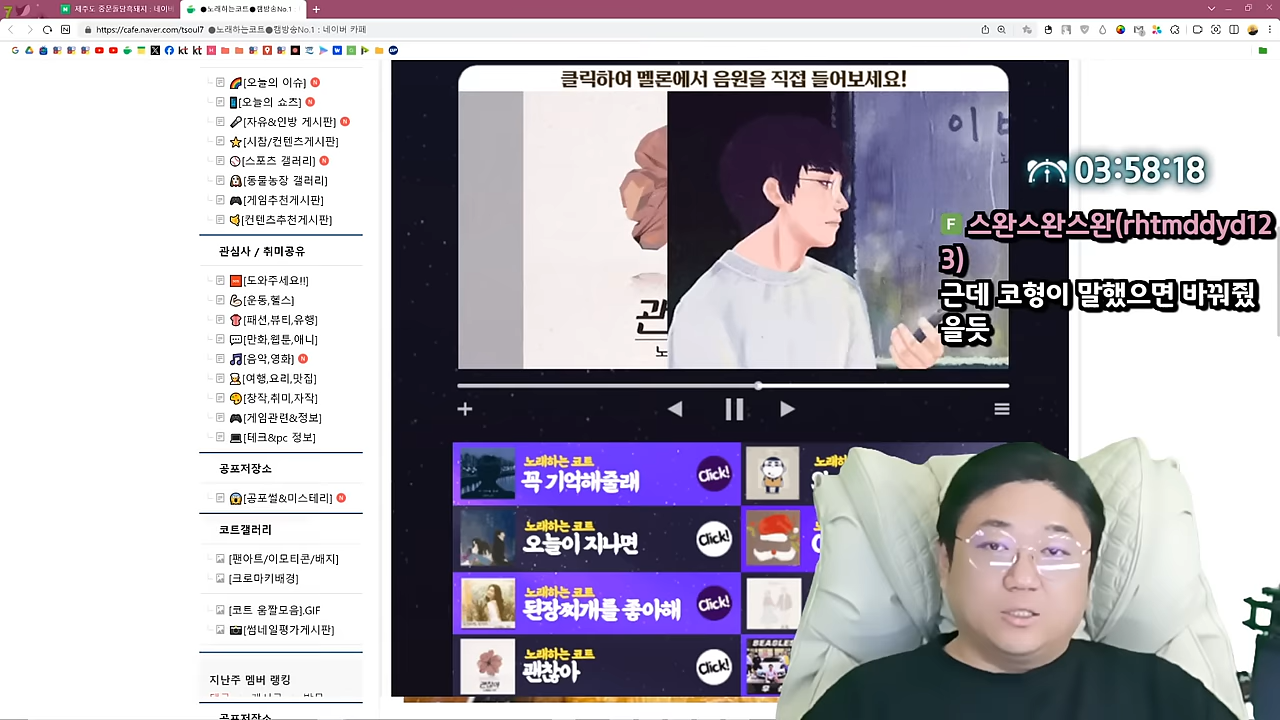 제주도 중문돌담흑돼지 : 네이버
●노래하는코트●캠방송No.1
https://cafe.naver.com/tsoul7
●노래하는코트●캠방송No.1 : 네이버 카페
[오늘의 이슈]
[오늘의 쇼츠]
[자유&인방 게시판]
[시참/컨텐츠게시판]
[스포츠 갤러리]
[동물농장 갤러리]
[게임추천게시판]
[컨텐츠추천게시판]
관심사 / 취미공유
[도와주세요!!]
[운동,헬스]
[패션,뷰티,유행]
[만화,웹툰,애니]
[음악,영화]
[여행,요리,맛집]
[창작,취미,자작]
[게임관련&정보]
[테크&pc 정보]
공포저장소
[공포썰&미스테리]
코트갤러리
[팬아트/이모티콘/배지]
[크로마키배경]
[코트 움짤모음].GIF
[썸네일평가게시판]
지난주 멤버 랭킹
공포저장소
클릭하여 멜론에서 음원을 직접 들어보세요!
이 ㅂ
괜
노
노래하는 코트
꼭 기억해줄래
Click!
노래하는 코트
오늘이 지나면
Click!
노래하는 코트
된장찌개를 좋아해
Click!
노래하는 코트
괜찮아
Click!
BEAGLES
03:58:18
F 스완스완스완(rhtmddyd12
3)
근데 코형이 말했으면 바꿔줬
을듯